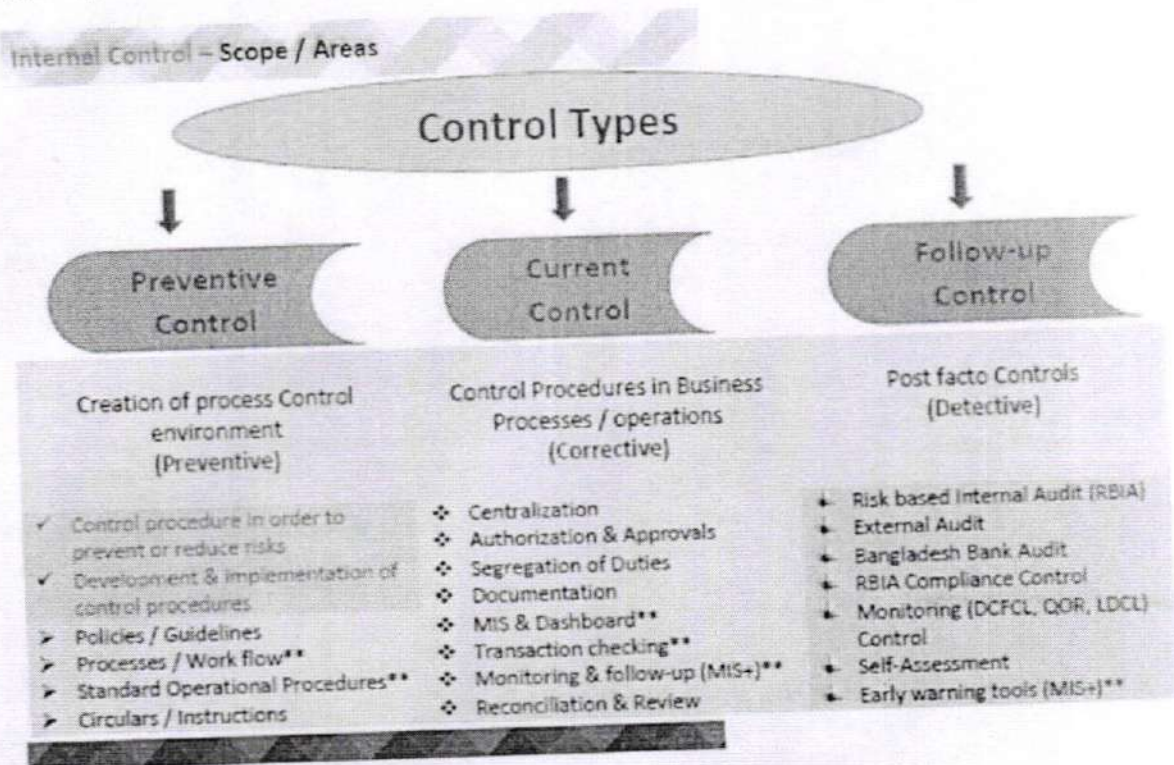 Internal Control – Scope / Areas
Control Types
Preventive
Control
Current
Control
Follow-up
Control
Creation of process Control
environment
(Preventive)
✓ Control procedure in order to
prevent or reduce risks
✓ Development & implementation of
control procedures
➢ Policies / Guidelines
➢ Processes / Work flow**
➢ Standard Operational Procedures**
➢ Circulars / Instructions
Control Procedures in Business
Processes / operations
(Corrective)
❖ Centralization
❖ Authorization & Approvals
❖ Segregation of Duties
❖ Documentation
❖ MIS & Dashboard**
❖ Transaction checking**
❖ Monitoring & follow-up (MIS+)**
❖ Reconciliation & Review
Post facto Controls
(Detective)
Risk based Internal Audit (RBIA)
External Audit
Bangladesh Bank Audit
RBIA Compliance Control
Monitoring (DCFCL, QOR, LDCL)
Control
Self-Assessment
Early warning tools (MIS+)**